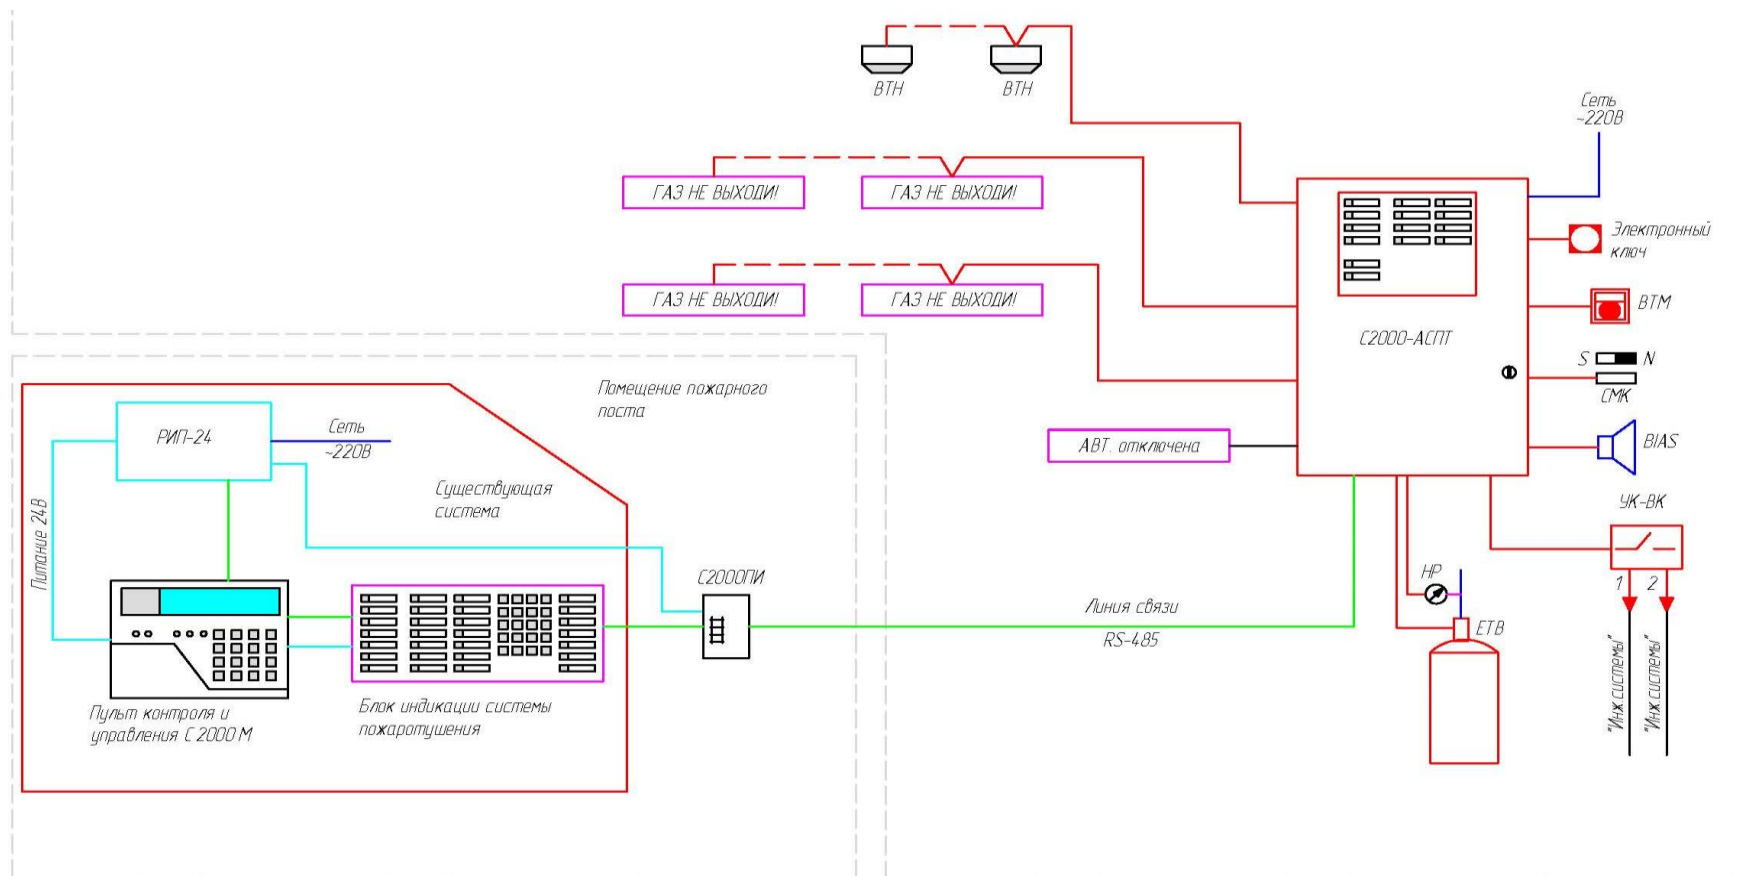 ВТН
ВТН
Сеть
~220В
ГАЗ НЕ ВЫХОДИ!
ГАЗ НЕ ВЫХОДИ!
Электронный
ключ
ГАЗ НЕ ВЫХОДИ!
ГАЗ НЕ ВЫХОДИ!
ВТМ
С2000-АСПТ
S
N
СМК
Помещение пожарного
поста
РИП-24
Сеть
~220В
АВТ. отключена
BIAS
Существующая
система
Питание 24В
УК-ВК
С2000ПИ
НР
1
2
Линия связи
RS-485
ЕТВ
"Инж.системы"
"Инж.системы"
Пульт контроля и
управления С 2000 М
Блок индикации системы
пожаротушения